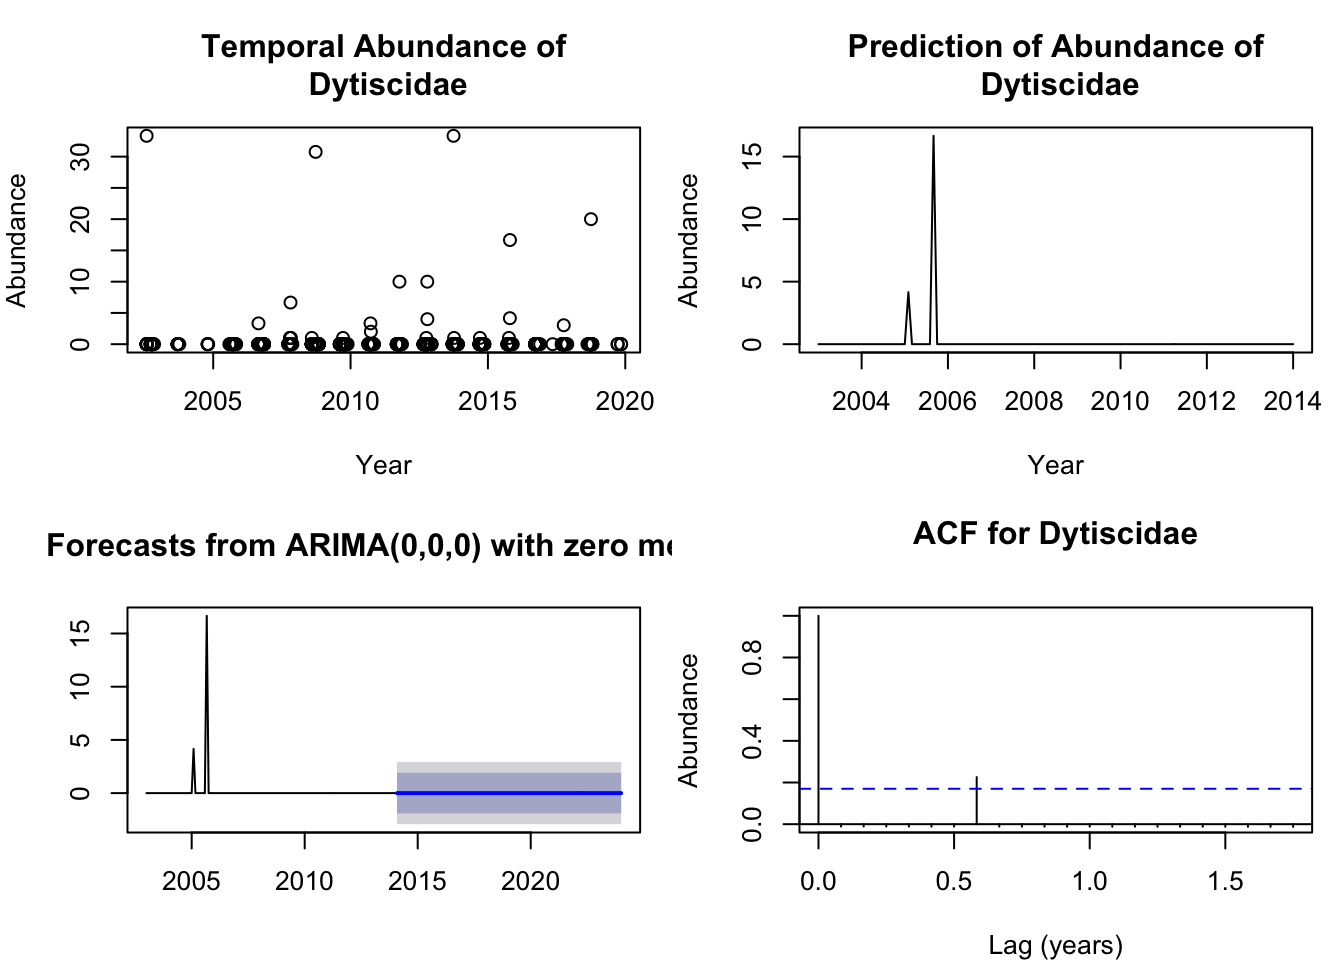 Temporal Abundance of
Dytiscidae
Abundance
30
20
10
0
2005 2010 2015 2020
Year
Prediction of Abundance of
Dytiscidae
Abundance
15
10
5
0
2004 2006 2008 2010 2012 2014
Year
Forecasts from ARIMA(0,0,0) with zero me
15
10
5
0
2005 2010 2015 2020
ACF for Dytiscidae
Abundance
0.8
0.4
0.0
0.0 0.5 1.0 1.5
Lag (years)